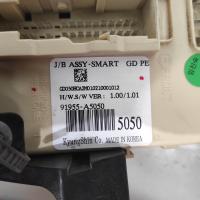 J/B ASSY-SMART GD PE
H/W.S/W VER: 1.00/1.01
91955-A5050
5050
KyungShin Co. MADE IN KOREA